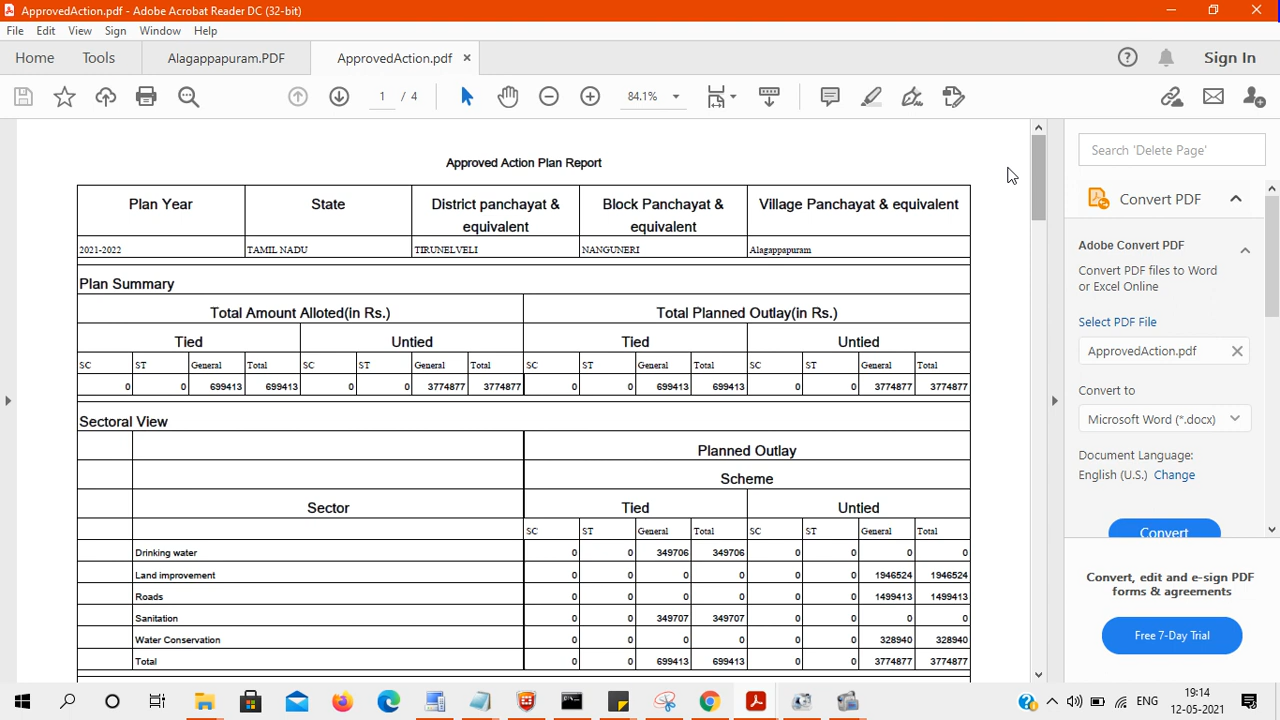 ApprovedAction.pdf - Adobe Acrobat Reader DC (32-bit)
File Edit View Sign Window Help
Home Tools Alagappapuram.PDF ApprovedAction.pdf × Sign In
1 / 4 84.1%
Approved Action Plan Report
Plan Year State District panchayat & equivalent Block Panchayat & equivalent Village Panchayat & equivalent
2021-2022 TAMIL NADU TIRUNELVELI NANGUNERI Alagappapuram
Plan Summary
Total Amount Alloted(in Rs.) Total Planned Outlay(in Rs.)
Tied Untied Tied Untied
SC ST General Total SC ST General Total SC ST General Total SC ST General Total
0 0 699413 699413 0 0 3774877 3774877 0 0 699413 699413 0 0 3774877 3774877
Sectoral View
Planned Outlay
Scheme
Sector Tied Untied
SC ST General Total SC ST General Total
Drinking water 0 0 349706 349706 0 0 0 0
Land improvement 0 0 0 0 0 0 1946524 1946524
Roads 0 0 0 0 0 0 1499413 1499413
Sanitation 0 0 349707 349707 0 0 0 0
Water Conservation 0 0 0 0 0 0 328940 328940
Total 0 0 699413 699413 0 0 3774877 3774877
Search 'Delete Page'
Convert PDF
Adobe Convert PDF
Convert PDF files to Word
or Excel Online
Select PDF File
ApprovedAction.pdf
Convert to
Microsoft Word (*.docx)
Document Language:
English (U.S.) Change
Convert
Convert, edit and e-sign PDF
forms & agreements
Free 7-Day Trial
ENG
19:14
12-05-2021